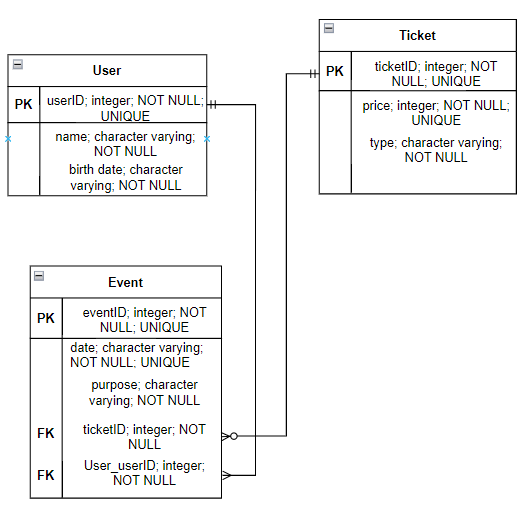 User
PK
userID; integer; NOT NULL;
UNIQUE
name; character varying;
NOT NULL
birth date; character
varying; NOT NULL
Ticket
PK
ticketID; integer; NOT
NULL; UNIQUE
price; integer; NOT NULL;
UNIQUE
type; character varying;
NOT NULL
Event
PK
eventID; integer; NOT
NULL; UNIQUE
date; character varying;
NOT NULL; UNIQUE
purpose; character
varying; NOT NULL
FK
ticketID; integer; NOT
NULL
FK
User_userID; integer;
NOT NULL